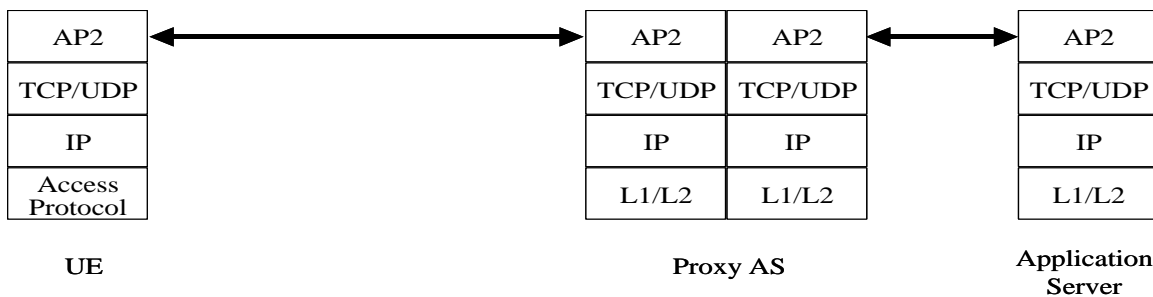 AP2 AP2 AP2 AP2
TCP/UDP TCP/UDP TCP/UDP TCP/UDP
IP IP IP IP
Access
Protocol L1/L2 L1/L2 L1/L2
UE Proxy AS Application
Server